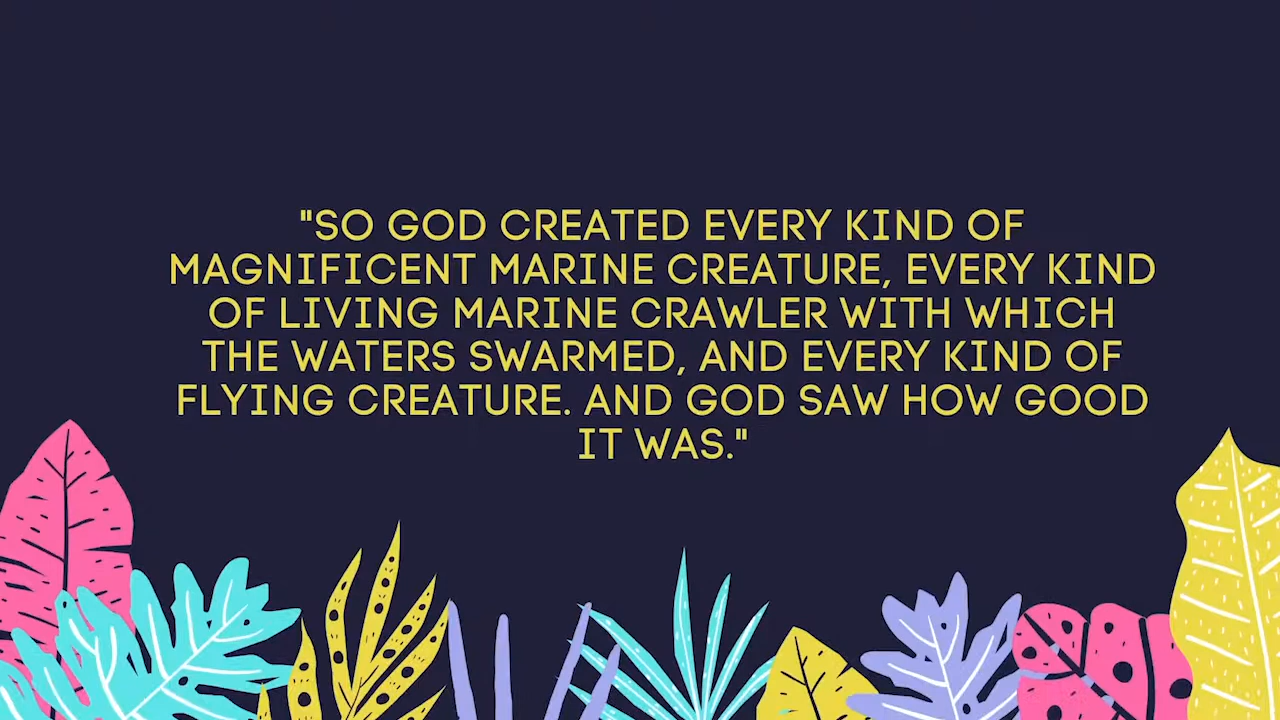 "SO GOD CREATED EVERY KIND OF
MAGNIFICENT MARINE CREATURE, EVERY KIND
OF LIVING MARINE CRAWLER WITH WHICH
THE WATERS SWARMED, AND EVERY KIND OF
FLYING CREATURE. AND GOD SAW HOW GOOD
IT WAS."